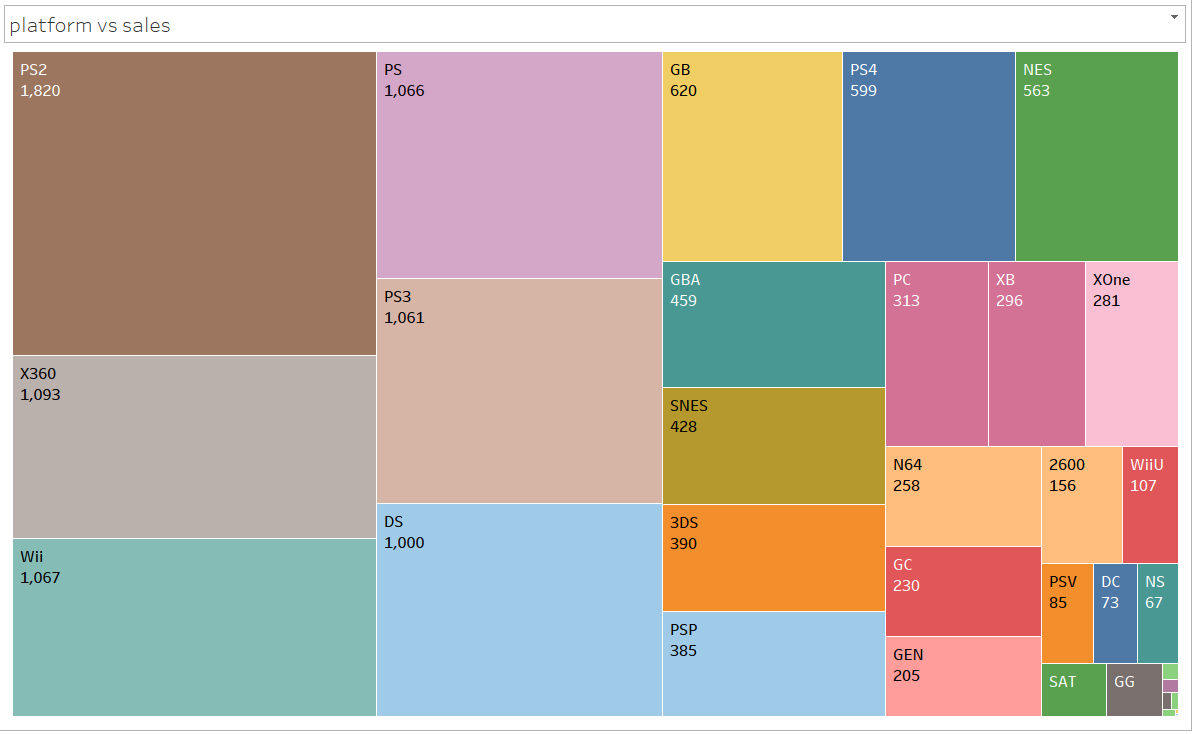 platform vs sales
PS2
1,820
X360
1,093
Wii
1,067
PS
1,066
PS3
1,061
DS
1,000
GB
620
PS4
599
NES
563
GBA
459
SNES
428
3DS
390
PSP
385
PC
313
XB
296
XOne
281
N64
258
GC
230
GEN
205
2600
156
WiiU
107
PSV
85
DC
73
NS
67
SAT
GG